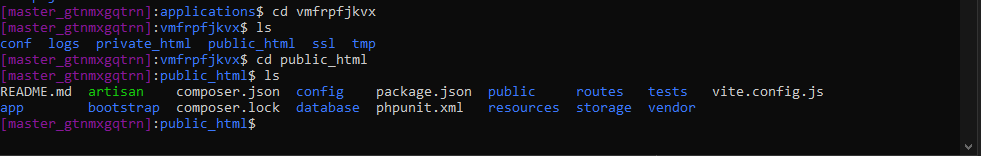 [master_gtnmxgqtrn]:applications$ cd vmfrpfjkvx
[master_gtnmxgqtrn]:vmfrpfjkvx$ ls
conf  logs  private_html  public_html  ssl  tmp
[master_gtnmxgqtrn]:vmfrpfjkvx$ cd public_html
[master_gtnmxgqtrn]:public_html$ ls
README.md  artisan    composer.json  config    package.json  public     routes   tests   vite.config.js
app        bootstrap  composer.lock  database  phpunit.xml   resources  storage  vendor
[master_gtnmxgqtrn]:public_html$